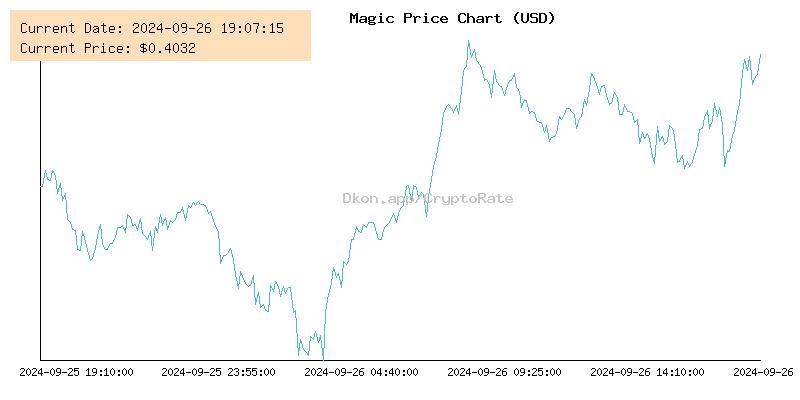 Magic Price Chart (USD)
Current Date: 2024-09-26 19:07:15
Current Price: $0.4032
Dkon.app/CryptoRate
2024-09-25 19:10:00 2024-09-25 23:55:00 2024-09-26 04:40:00 2024-09-26 09:25:00 2024-09-26 14:10:00 2024-09-26